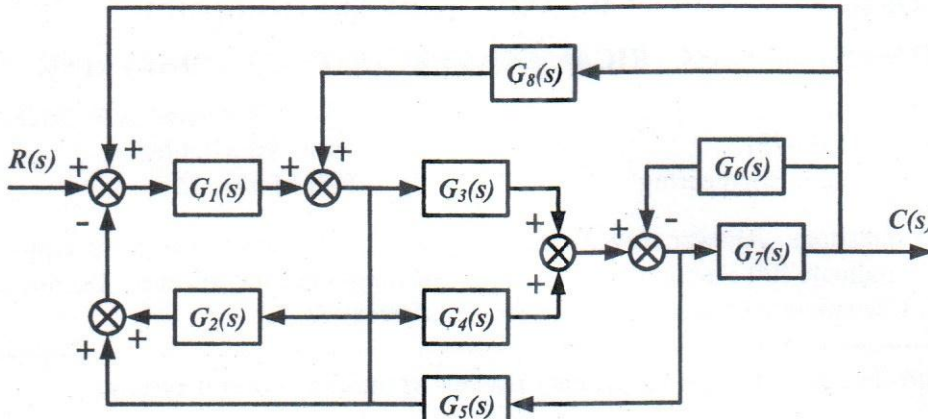 G8(s)
R(s)
+
+
G1(s)
+
+
G3(s)
G6(s)
-
+
+
-
C(s)
G7(s)
+
+
+
G2(s)
G4(s)
G5(s)